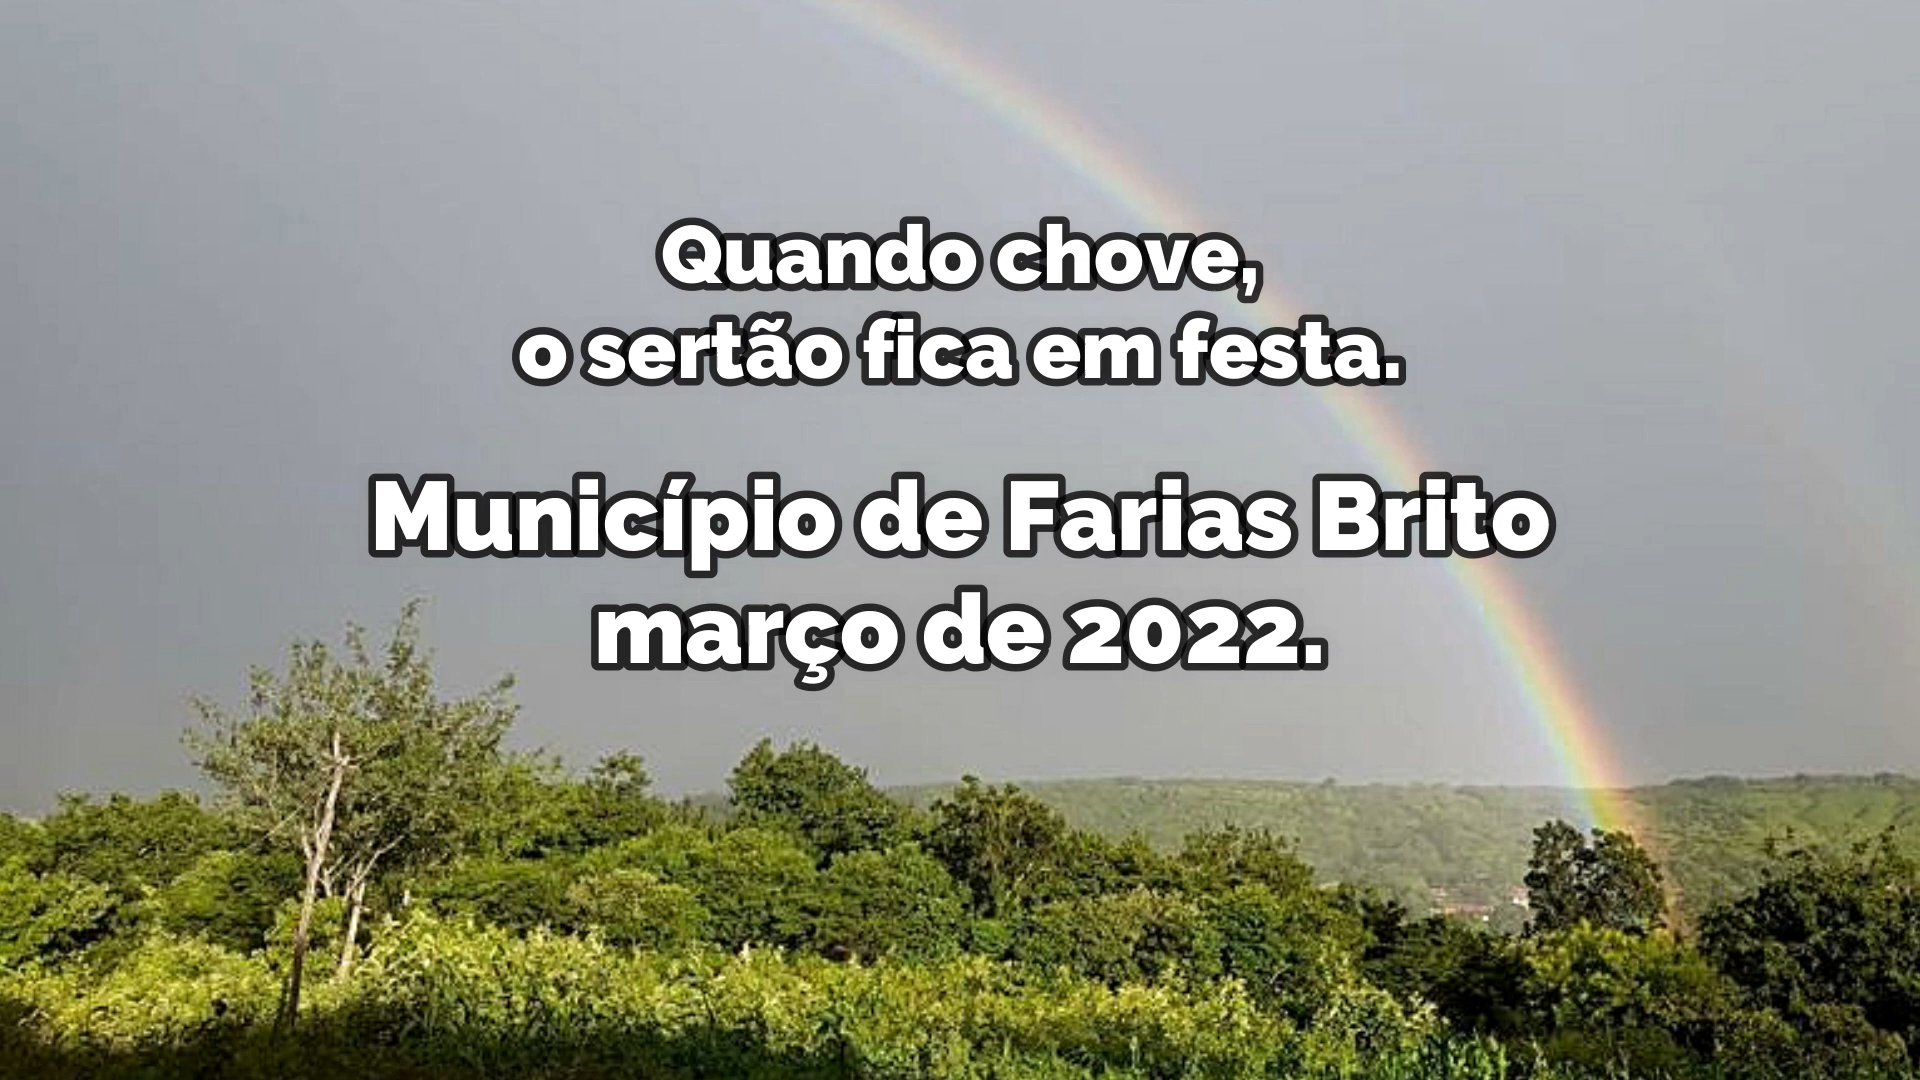 Quando chove,
o sertão fica em festa.
Município de Farias Brito
março de 2022.